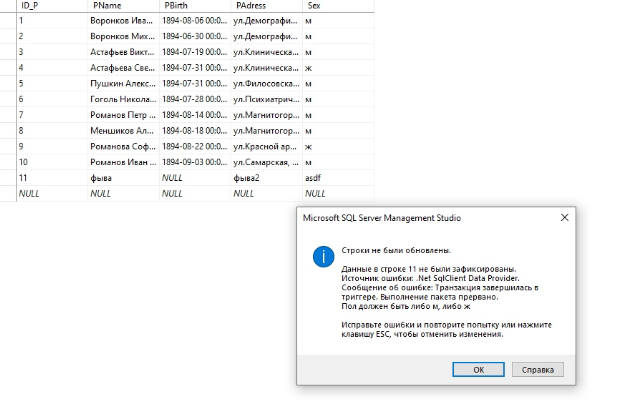 ID_P PName PBirth PAdress Sex
1 Воронков Ива... 1894-08-06 00:0... ул.Демографи... м
2 Воронков Мих... 1894-06-30 00:0... ул.Демографи... м
3 Астафьев Викт... 1894-07-19 00:0... ул.Клиническа... м
4 Астафьева Све... 1894-07-31 00:0... ул.Клиническа... ж
5 Пушкин Алекс... 1894-07-31 00:0... ул.Филосовска... м
6 Гоголь Никола... 1894-07-28 00:0... ул.Психиатрич... м
7 Романов Петр ... 1894-08-14 00:0... ул.Магнитогор... м
8 Меншиков Ал... 1894-08-18 00:0... ул.Магнитогор... м
9 Романова Соф... 1894-08-22 00:0... ул.Красной ар... ж
10 Романов Иван ... 1894-09-03 00:0... ул.Самарская, ... м
11 фыва NULL фыва2 asdf
NULL NULL NULL NULL NULL
Microsoft SQL Server Management Studio
Строки не были обновлены.
Данные в строке 11 не были зафиксированы.
Источник ошибки: .Net SqlClient Data Provider.
Сообщение об ошибке: Транзакция завершилась в
триггере. Выполнение пакета прервано.
Пол должен быть либо м, либо ж
Исправьте ошибки и повторите попытку или нажмите
клавишу ESC, чтобы отменить изменения.
ОК Справка